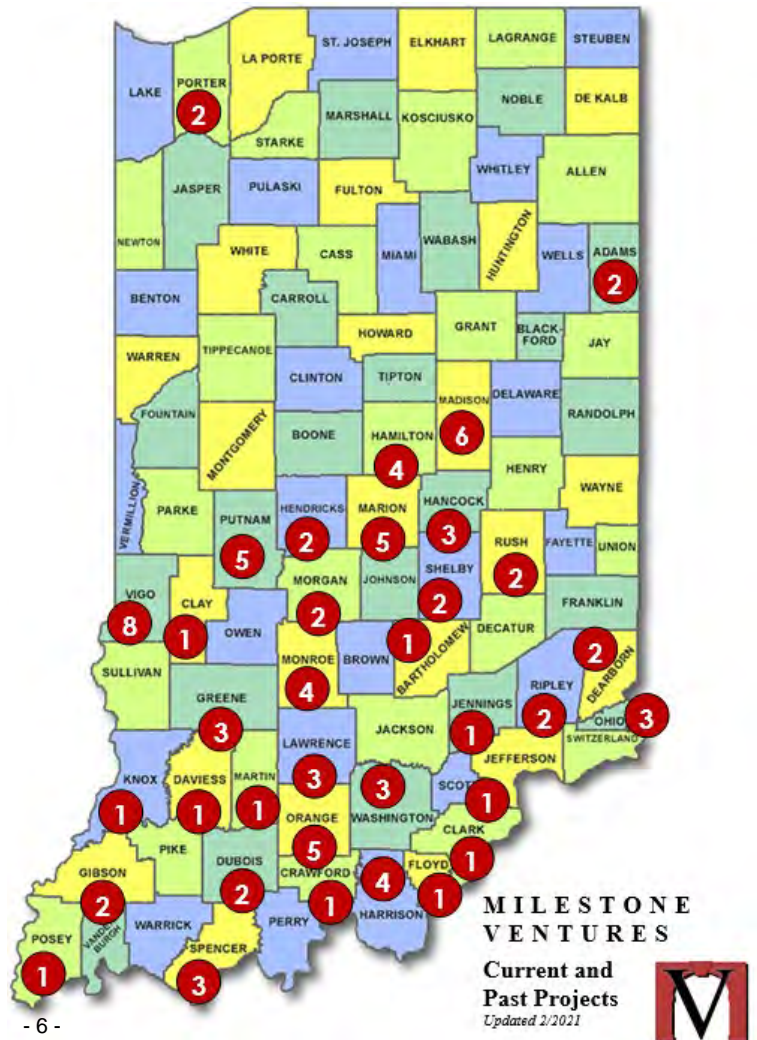 ST. JOSEPH
ELKHART
LAGRANGE
STEUBEN
LA PORTE
LAKE
PORTER
2
NOBLE
DE KALB
MARSHALL
KOSCIUSKO
STARKE
WHITLEY
ALLEN
JASPER
PULASKI
FULTON
NEWTON
WHITE
CASS
MIAMI
WABASH
HUNTINGTON
WELLS
ADAMS
2
BENTON
CARROLL
HOWARD
GRANT
BLACK-
FORD
JAY
WARREN
TIPPECANOE
CLINTON
TIPTON
MADISON
6
DELAWARE
RANDOLPH
FOUNTAIN
MONTGOMERY
BOONE
HAMILTON
4
HENRY
WAYNE
VERMILLION
PARKE
PUTNAM
5
HENDRICKS
2
MARION
5
HANCOCK
3
RUSH
2
FAYETTE
UNION
VIGO
8
CLAY
1
OWEN
MORGAN
2
JOHNSON
SHELBY
2
FRANKLIN
DECATUR
SULLIVAN
MONROE
4
BROWN
1
BARTHOLOMEW
RIPLEY
2
2
DEARBORN
GREENE
3
JENNINGS
1
OHIO
3
SWITZERLAND
LAWRENCE
3
JACKSON
JEFFERSON
KNOX
1
DAVIESS
1
MARTIN
1
3
WASHINGTON
SCOT
1
ORANGE
5
CLARK
1
PIKE
DUBOIS
2
CRAWFORD
1
4
HARRISON
FLOYD
1
GIBSON
2
VANDE
BURGH
WARRICK
PERRY
POSEY
1
SPENCER
3
MILESTONE
VENTURES
Current and
Past Projects
Updated 2/2021
V
- 6 -